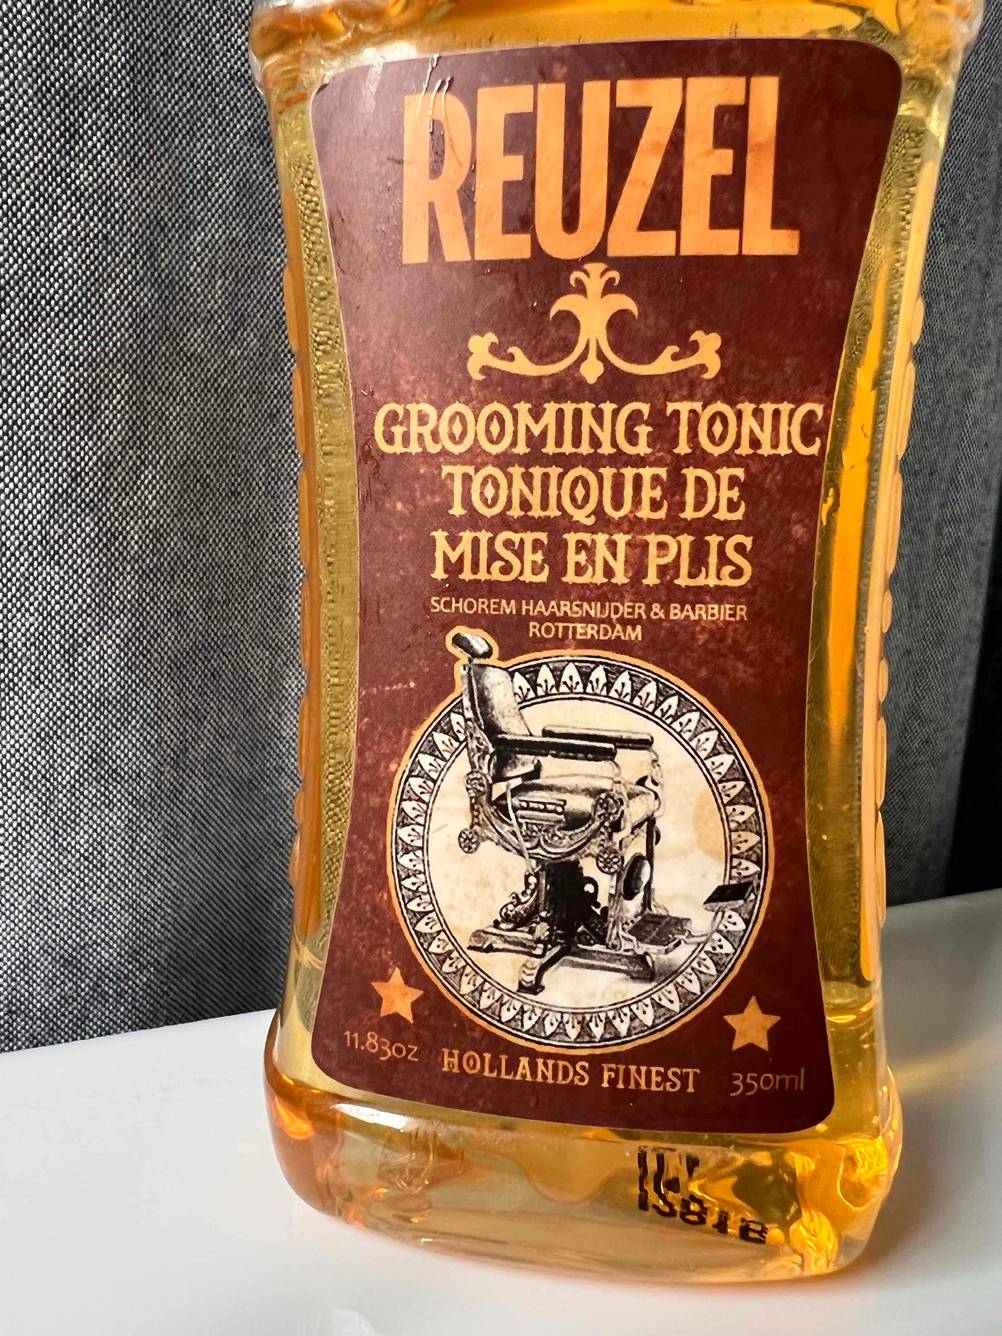 REUZEL
GROOMING TONIC
TONIQUE DE
MISE EN PLIS
SCHOREM HAARSNIJDER & BARBIER
ROTTERDAM
11.83oz
HOLLANDS FINEST
350ml